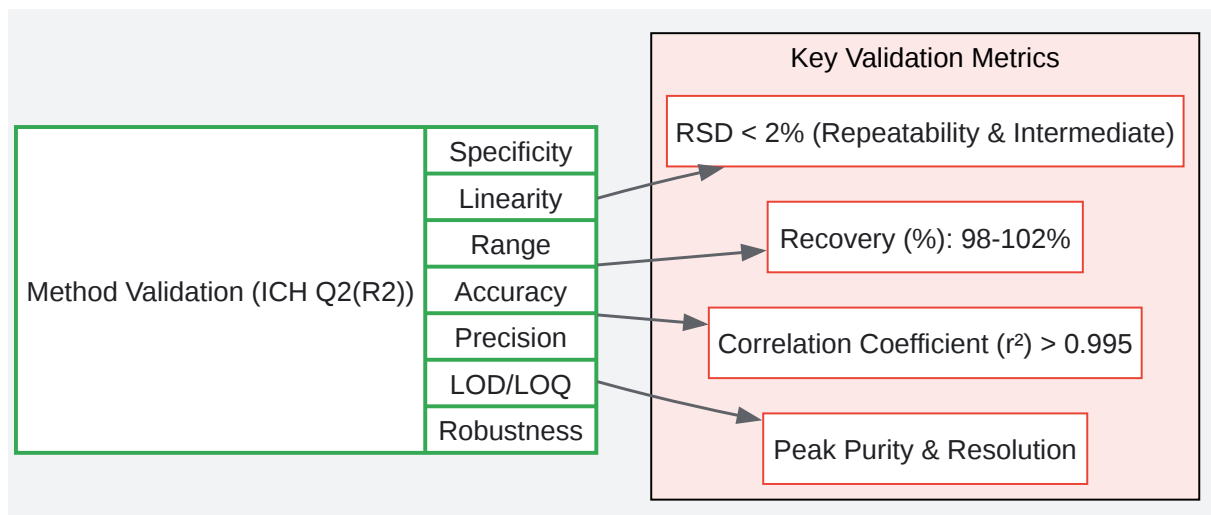 Method Validation (ICH Q2(R2))
Specificity
Linearity
Range
Accuracy
Precision
LOD/LOQ
Robustness
Key Validation Metrics
RSD < 2% (Repeatability & Intermediate)
Recovery (%): 98-102%
Correlation Coefficient (r²) > 0.995
Peak Purity & Resolution